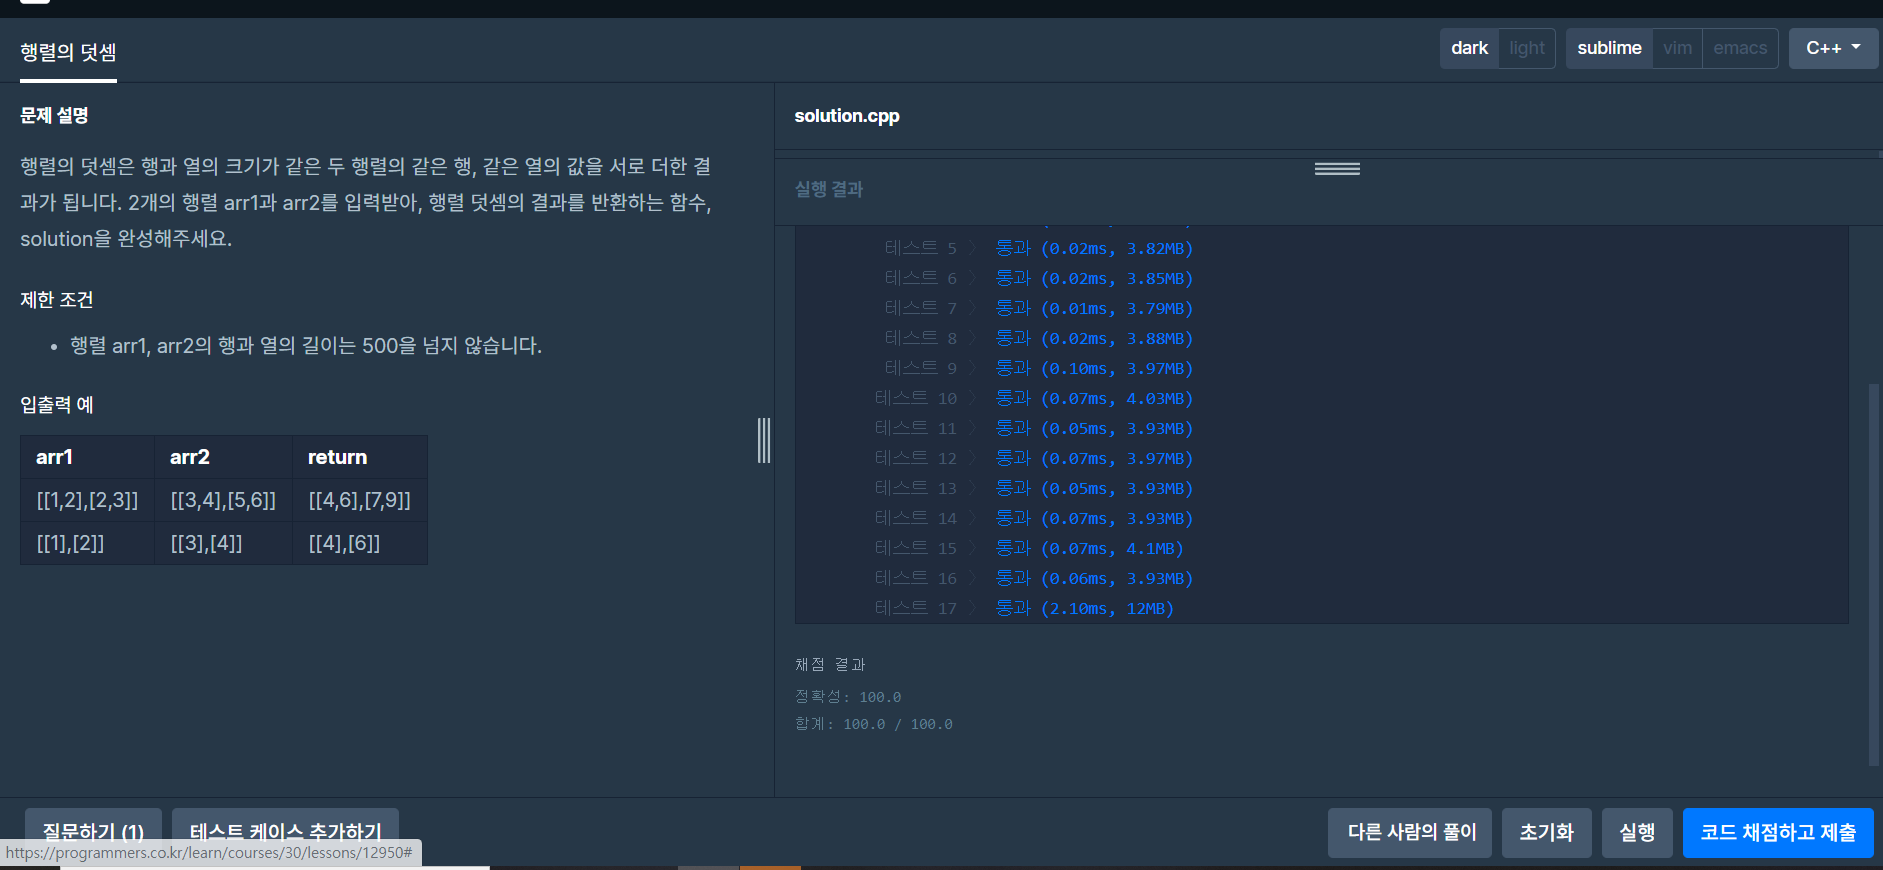 행렬의 덧셈
dark light sublime vim emacs C++
문제 설명
행렬의 덧셈은 행과 열의 크기가 같은 두 행렬의 같은 행, 같은 열의 값을 서로 더한 결
과가 됩니다. 2개의 행렬 arr1과 arr2를 입력받아, 행렬 덧셈의 결과를 반환하는 함수,
solution을 완성해주세요.
제한 조건
• 행렬 arr1, arr2의 행과 열의 길이는 500을 넘지 않습니다.
입출력 예
arr1 arr2 return
[[1,2],[2,3]] [[3,4],[5,6]] [[4,6],[7,9]]
[[1],[2]] [[3],[4]] [[4],[6]]
solution.cpp
실행 결과
테스트 5 〉 통과 (0.02ms, 3.82MB)
테스트 6 〉 통과 (0.02ms, 3.85MB)
테스트 7 〉 통과 (0.01ms, 3.79MB)
테스트 8 〉 통과 (0.02ms, 3.88MB)
테스트 9 〉 통과 (0.10ms, 3.97MB)
테스트 10 〉 통과 (0.07ms, 4.03MB)
테스트 11 〉 통과 (0.05ms, 3.93MB)
테스트 12 〉 통과 (0.07ms, 3.97MB)
테스트 13 〉 통과 (0.05ms, 3.93MB)
테스트 14 〉 통과 (0.07ms, 3.93MB)
테스트 15 〉 통과 (0.07ms, 4.1MB)
테스트 16 〉 통과 (0.06ms, 3.93MB)
테스트 17 〉 통과 (2.10ms, 12MB)
채점 결과
정확성: 100.0
합계: 100.0 / 100.0
질문하기 (1) 테스트 케이스 추가하기 다른 사람의 풀이 초기화 실행 코드 채점하고 제출
https://programmers.co.kr/learn/courses/30/lessons/12950#